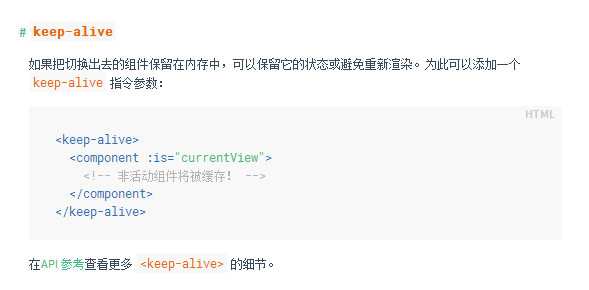 # keep-alive
如果把切换出去的组件保留在内存中，可以保留它的状态或避免重新渲染。为此可以添加一个
keep-alive 指令参数：
HTML
<keep-alive>
  <component :is="currentView">
    <!-- 非活动组件将被缓存！ -->
  </component>
</keep-alive>
在API 参考查看更多 <keep-alive> 的细节。